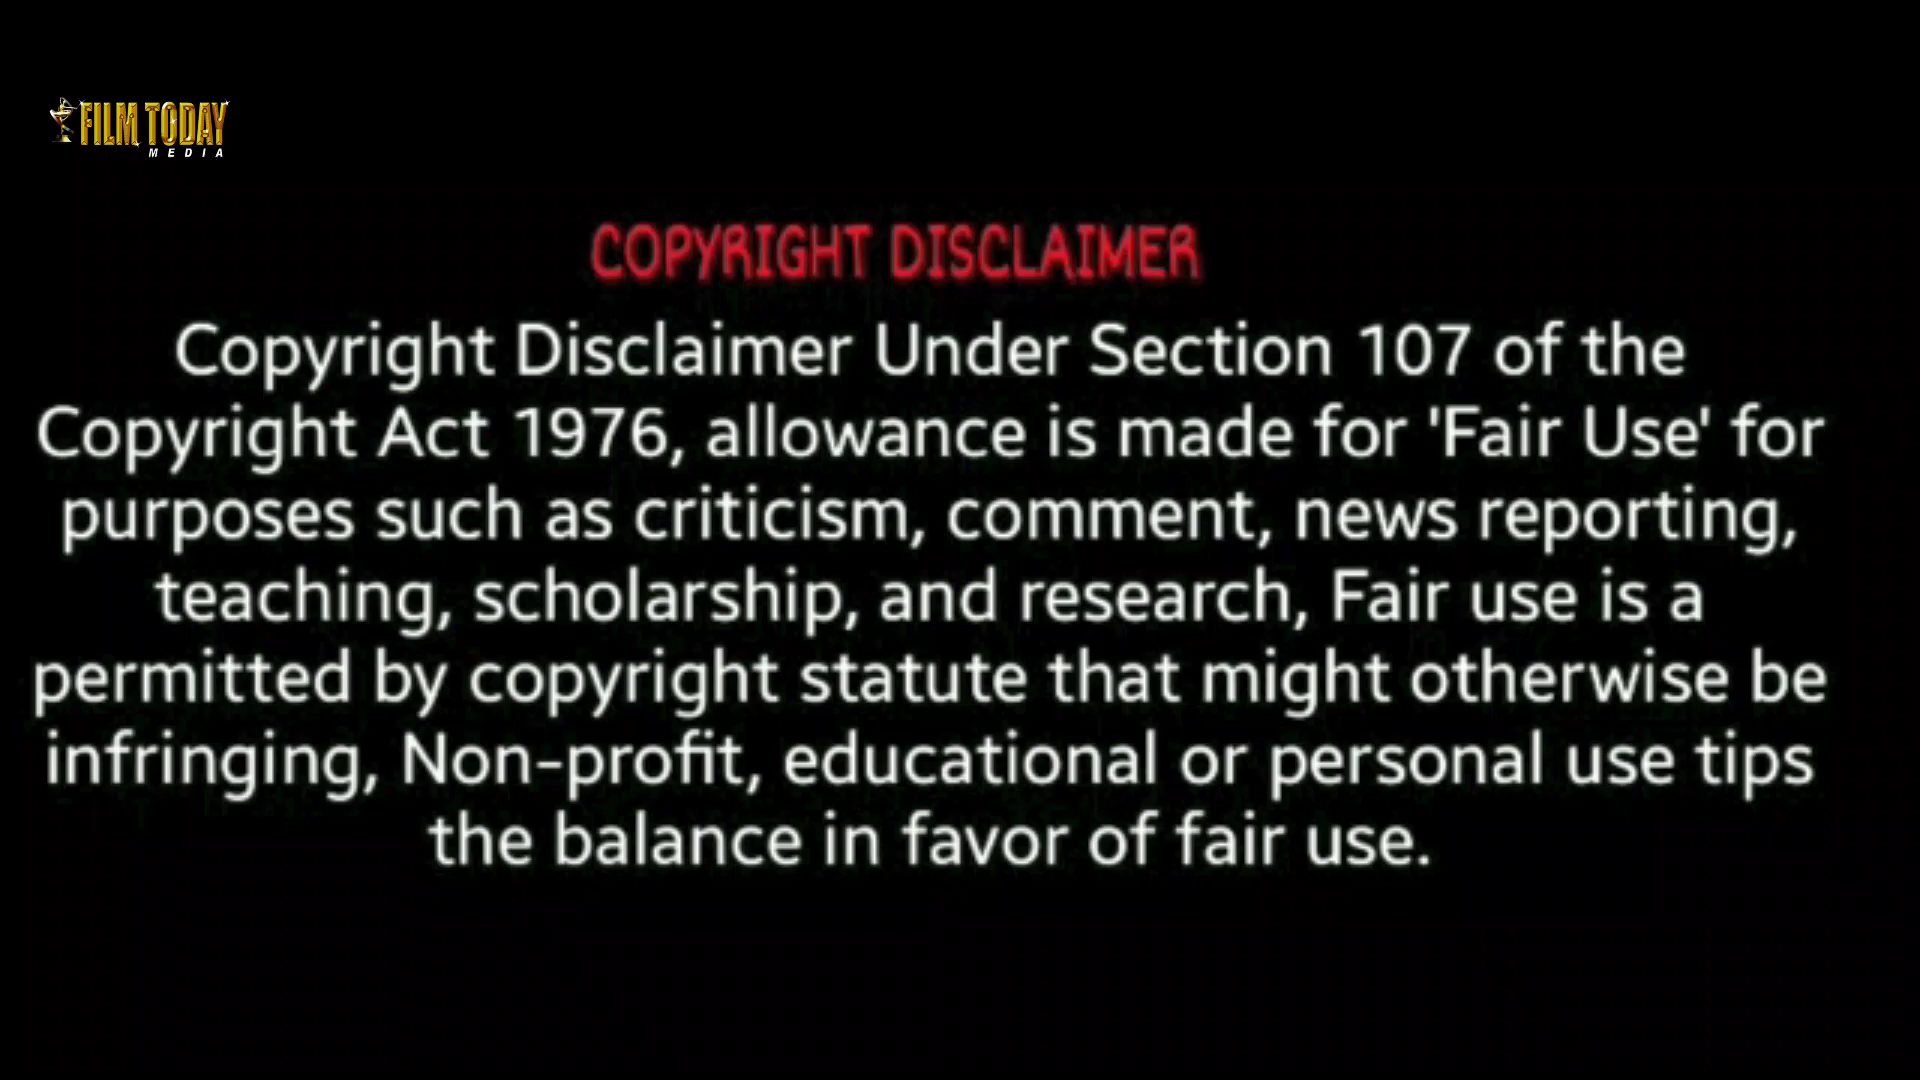 FILM TODAY
MEDIA
COPYRIGHT DISCLAIMER
Copyright Disclaimer Under Section 107 of the
Copyright Act 1976, allowance is made for 'Fair Use' for
purposes such as criticism, comment, news reporting,
teaching, scholarship, and research, Fair use is a
permitted by copyright statute that might otherwise be
infringing, Non-profit, educational or personal use tips
the balance in favor of fair use.